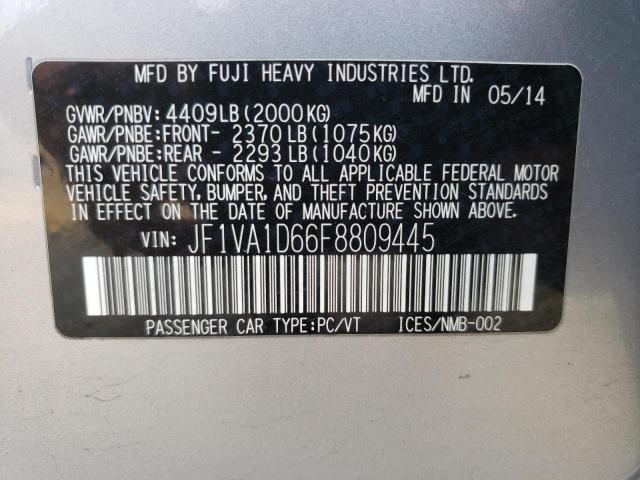 MFD BY FUJI HEAVY INDUSTRIES LTD.
MFD IN 05/14
GVWR/PNBV: 4409LB (2000KG)
GAWR/PNBE:FRONT- 2370 LB (1075KG)
GAWR/PNBE:REAR - 2293 LB (1040KG)
THIS VEHICLE CONFORMS TO ALL APPLICABLE FEDERAL MOTOR
VEHICLE SAFETY, BUMPER, AND THEFT PREVENTION STANDARDS
IN EFFECT ON THE DATE OF MANUFACTURE SHOWN ABOVE.
VIN: JF1VA1D66F8809445
PASSENGER CAR TYPE:PC/VT ICES/NMB-002